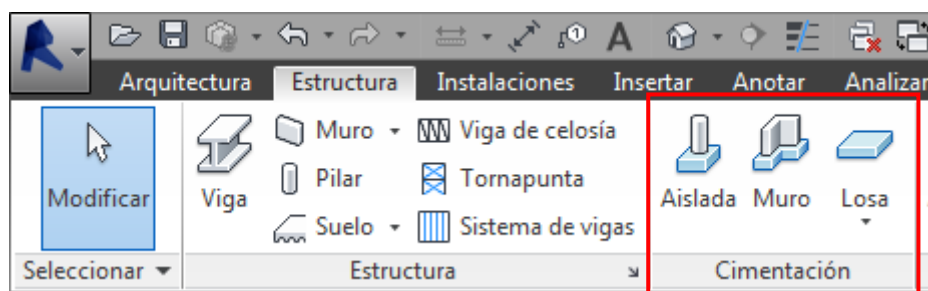 Arquitectura Estructura Instalaciones Insertar Anotar Analizar
Muro Viga de celosía
Pilar Tornapunta
Modificar Viga Aislada Muro Losa
Suelo Sistema de vigas
Seleccionar Estructura Cimentación